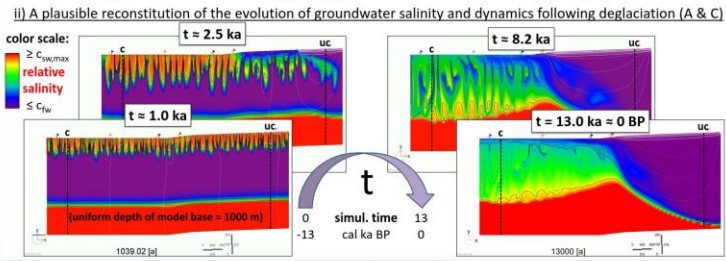 ii) A plausible reconstitution of the evolution of groundwater salinity and dynamics following deglaciation (A & C)
color scale:
≥ csw,max
relative
salinity
≤ cfw
t ≈ 2.5 ka
c
uc
t ≈ 8.2 ka
c
uc
t ≈ 1.0 ka
c
uc
(uniform depth of model base = 1000 m)
1039.02 [a]
t
0 simul. time 13
-13 cal ka BP 0
t = 13.0 ka ≈ 0 BP
c
uc
13000 [a]